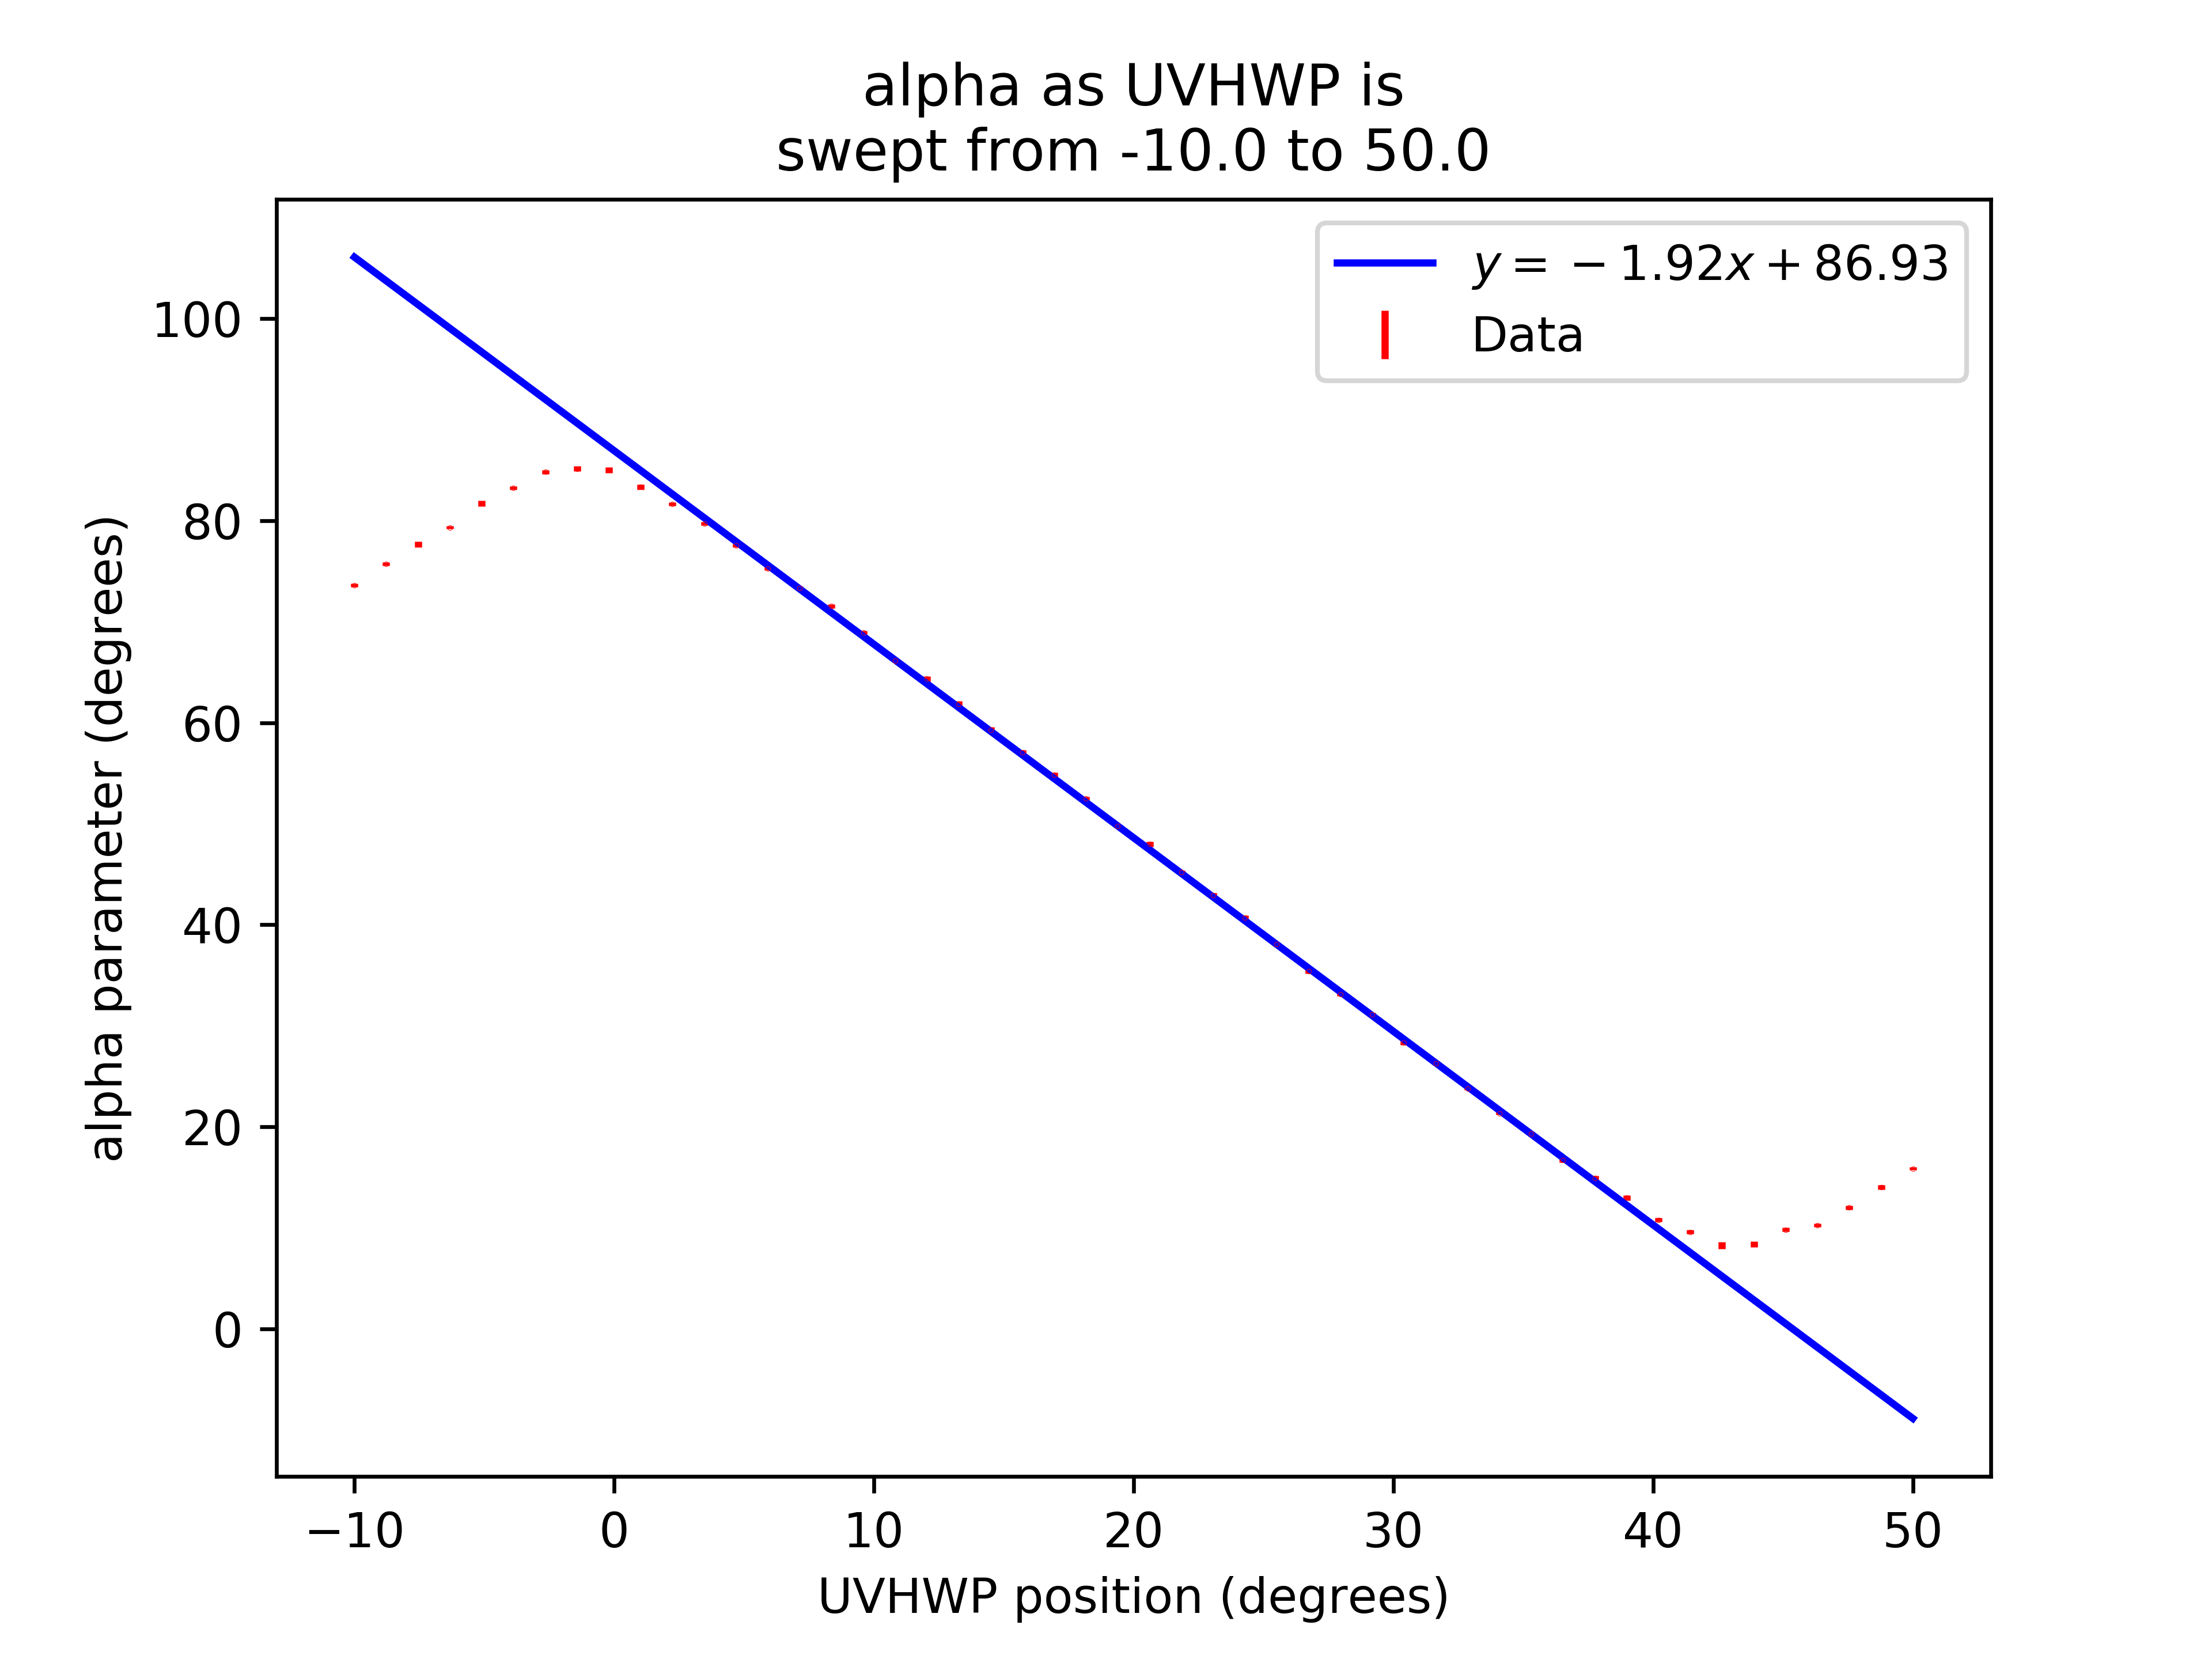 alpha as UVHWP is
swept from -10.0 to 50.0
y = −1.92x + 86.93
Data
100
80
60
40
20
0
alpha parameter (degrees)
−10 0 10 20 30 40 50
UVHWP position (degrees)